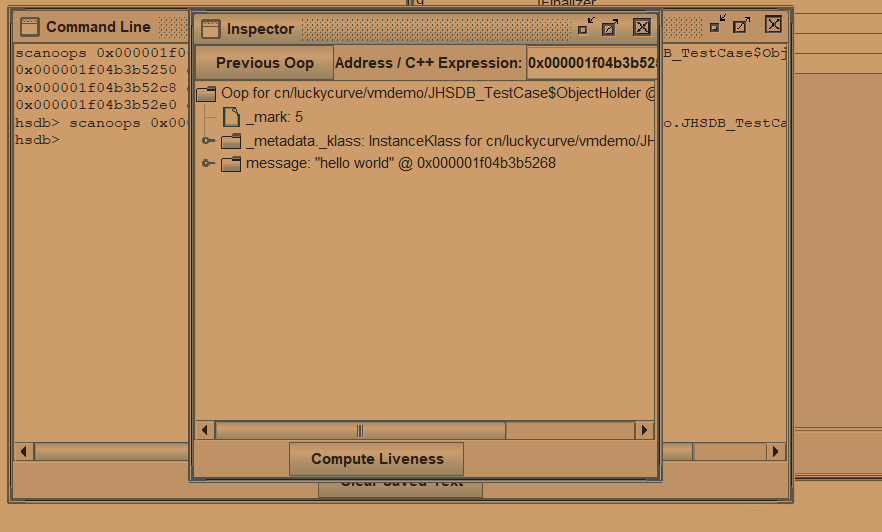 Finalizer
Command Line
scanoops 0x000001f0
0x000001f04b3b5250
0x000001f04b3b52c8
0x000001f04b3b52e0
hsdb> scanoops 0x00
hsdb>
Inspector
Previous Oop Address / C++ Expression: 0x000001f04b3b52
Oop for cn/luckycurve/vmdemo/JHSDB_TestCase$ObjectHolder @
_mark: 5
_metadata._klass: InstanceKlass for cn/luckycurve/vmdemo/JH
message: "hello world" @ 0x000001f04b3b5268
Compute Liveness
B_TestCase$Obj
o.JHSDB_TestCa
Clear Saved Text